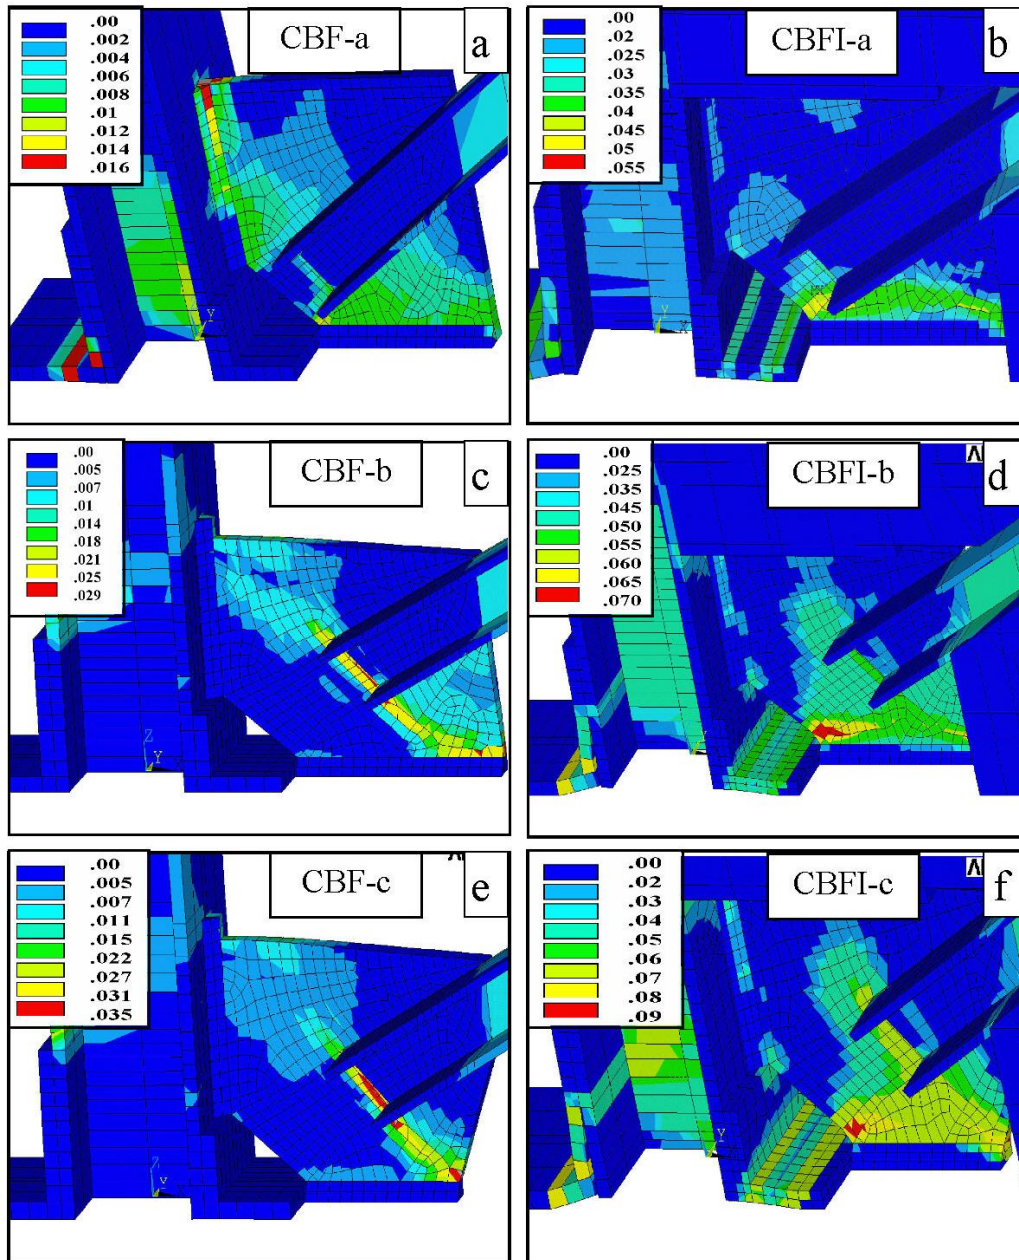 .00
.002
.004
.006
.008
.01
.012
.014
.016
CBF-a
a
Y
.00
.02
.025
.03
.035
.04
.045
.05
.055
CBFI-a
b
Y
X
.00
.005
.007
.01
.014
.018
.021
.025
.029
CBF-b
c
Z
Y
.00
.025
.035
.045
.050
.055
.060
.065
.070
CBFI-b
d
.00
.005
.007
.011
.015
.022
.027
.031
.035
CBF-c
e
Z
Y
.00
.02
.03
.04
.05
.06
.07
.08
.09
CBFI-c
f
Y